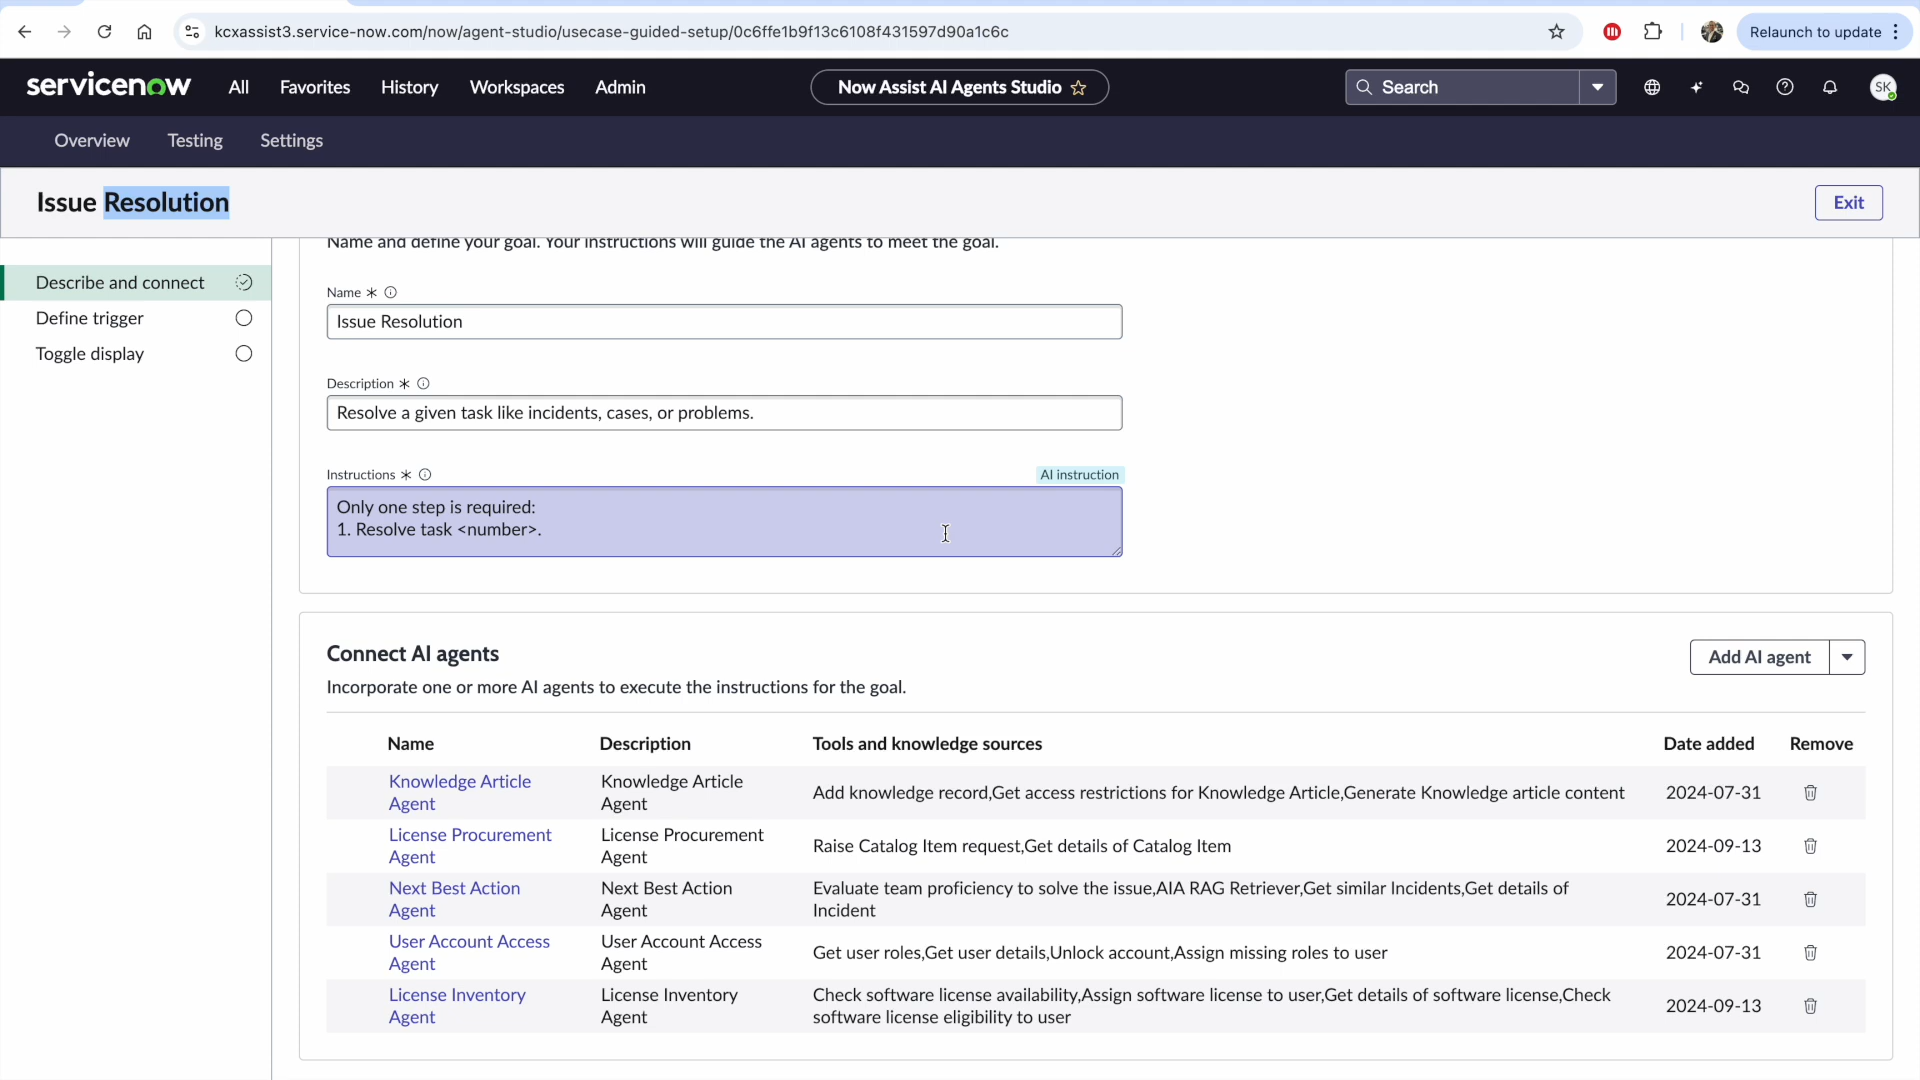 kcxassist3.service-now.com/now/agent-studio/usecase-guided-setup/0c6ffe1b9f13c6108f431597d90a1c6c
Relaunch to update
servicenow
All
Favorites
History
Workspaces
Admin
Now Assist AI Agents Studio
Search
SK
Overview
Testing
Settings
Issue Resolution
Exit
Describe and connect
Define trigger
Toggle display
Name and define your goal. Your instructions will guide the AI agents to meet the goal.
Name *
Issue Resolution
Description *
Resolve a given task like incidents, cases, or problems.
Instructions *
AI instruction
Only one step is required:
1. Resolve task <number>.
Connect AI agents
Add AI agent
Incorporate one or more AI agents to execute the instructions for the goal.
Name
Description
Tools and knowledge sources
Date added
Remove
Knowledge Article
Agent
Knowledge Article
Agent
Add knowledge record,Get access restrictions for Knowledge Article,Generate Knowledge article content
2024-07-31
License Procurement
Agent
License Procurement
Agent
Raise Catalog Item request,Get details of Catalog Item
2024-09-13
Next Best Action
Agent
Next Best Action
Agent
Evaluate team proficiency to solve the issue,AIA RAG Retriever,Get similar Incidents,Get details of
Incident
2024-07-31
User Account Access
Agent
User Account Access
Agent
Get user roles,Get user details,Unlock account,Assign missing roles to user
2024-07-31
License Inventory
Agent
License Inventory
Agent
Check software license availability,Assign software license to user,Get details of software license,Check
software license eligibility to user
2024-09-13